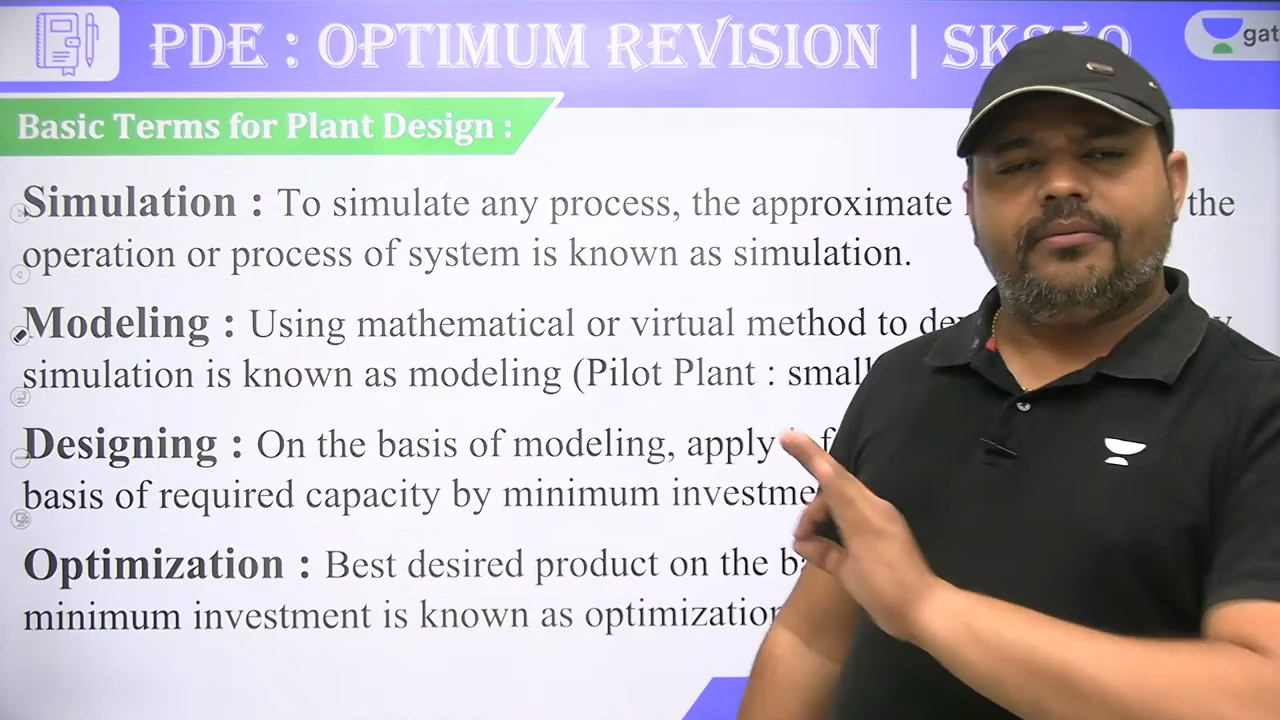 PDE : OPTIMUM REVISION | SKS50
gat
Basic Terms for Plant Design :
Simulation : To simulate any process, the approximate the
operation or process of system is known as simulation.
Modeling : Using mathematical or virtual method to
simulation is known as modeling (Pilot Plant : small
Designing : On the basis of modeling, apply
basis of required capacity by minimum
Optimization : Best desired product on the
minimum investment is known as optimization